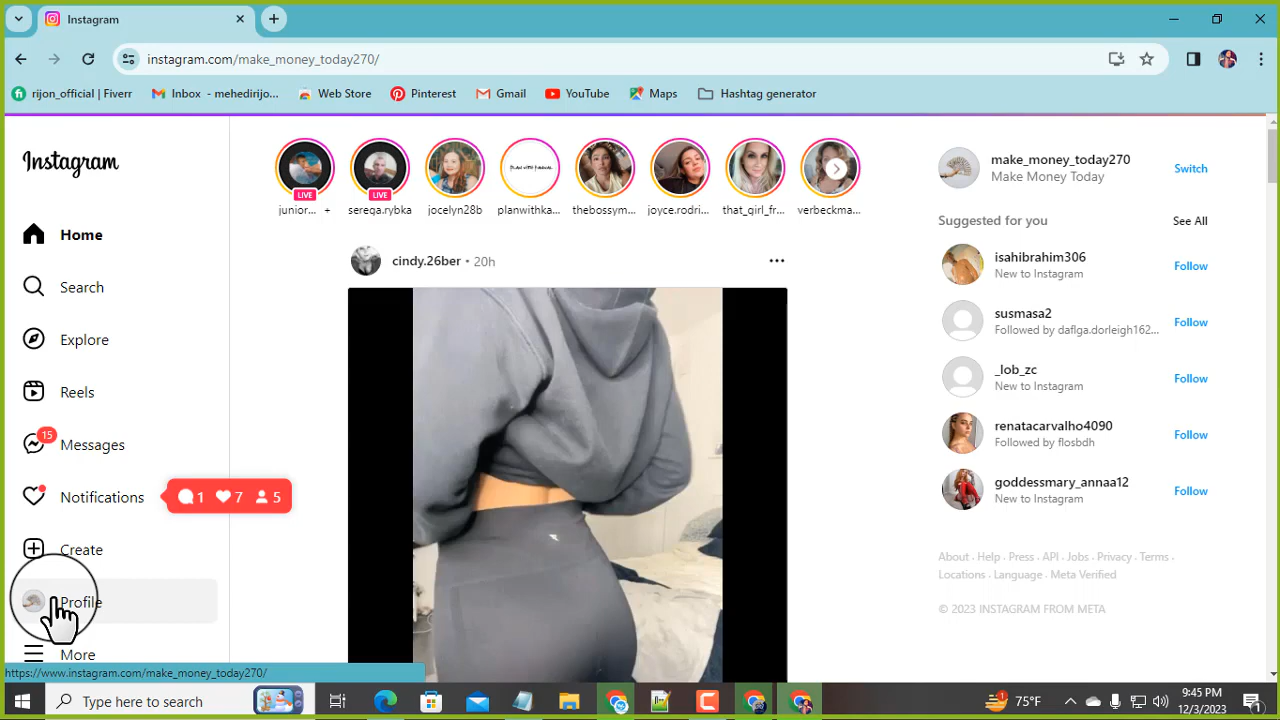 Instagram
instagram.com/make_money_today270/
rijon_official | Fiverr
Inbox - mehedirijo...
Web Store
Pinterest
Gmail
YouTube
Maps
Hashtag generator
Instagram
Home
Search
Explore
Reels
15
Messages
Notifications
1 7 5
Create
Profile
More
https://www.instagram.com/make_money_today270/
LIVE
junior... +
LIVE
serega.rybka
jocelyn28b
PLAN WITH KANWAL
planwithka...
thebossym...
joyce.rodri...
that_girl_fr...
verbeckma...
cindy.26ber • 20h
make_money_today270
Make Money Today
Switch
Suggested for you
See All
isahibrahim306
New to Instagram
Follow
susmasa2
Followed by daflga.dorleigh162...
Follow
_lob_zc
New to Instagram
Follow
renatacarvalho4090
Followed by flosbdh
Follow
goddessmary_annaa12
New to Instagram
Follow
About . Help . Press . API . Jobs . Privacy . Terms .
Locations . Language . Meta Verified
© 2023 INSTAGRAM FROM META
Type here to search
1
75°F
9:45 PM
12/3/2023
1